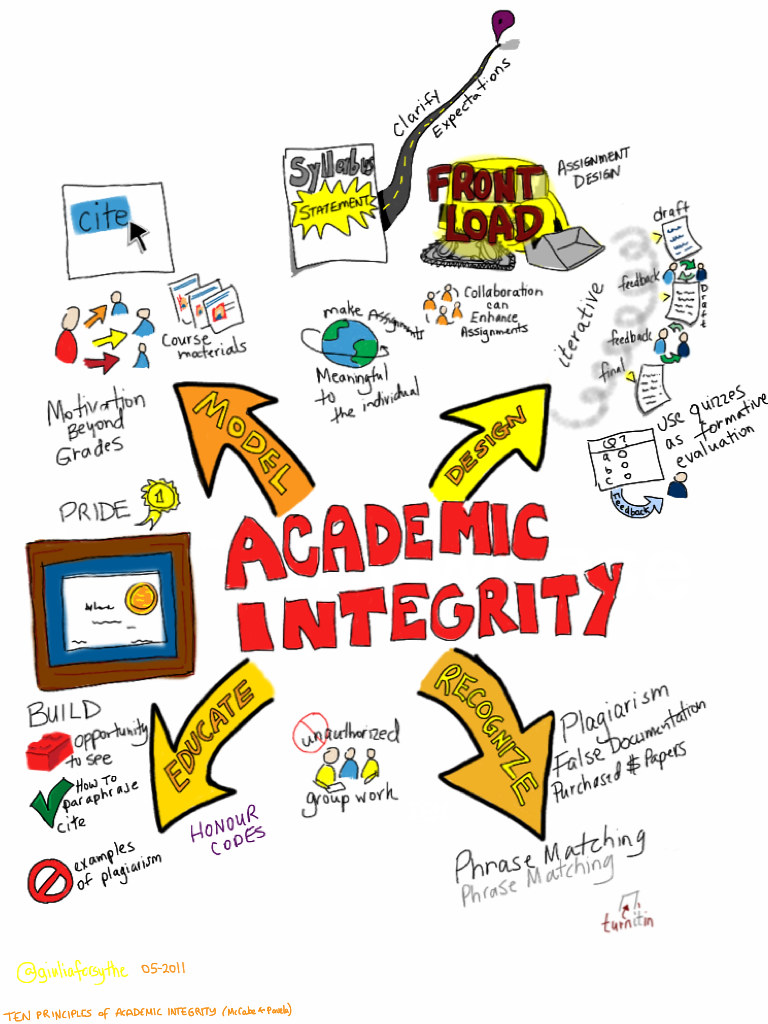 Clarify
Expectations
Syllabus
STATEMENT
FRONT
LOAD
ASSIGNMENT
DESIGN
cite
draft
feedback
Draft
feedback
final
iterative
Collaboration
can
Enhance
Assignments
make Assignments
Meaningful
to
the individual
Course
materials
Motivation
Beyond
Grades
MODEL
DESIGN
Use quizzes
as formative
evaluation
Q?
a
b
c
Feedback
PRIDE
1
ACADEMIC
INTEGRITY
BUILD
opportunity
to see
How To
paraphrase
cite
examples
of plagiarism
EDUCATE
HONOUR
CODES
unauthorized
group work
RECOGNIZE
Plagiarism
False Documentation
Purchased $ Papers
Phrase Matching
Phrase Matching
turnitin
@giuliaforsythe 05-2011
TEN PRINCIPLES of ACADEMIC INTEGRITY (McCabe & Pavela)